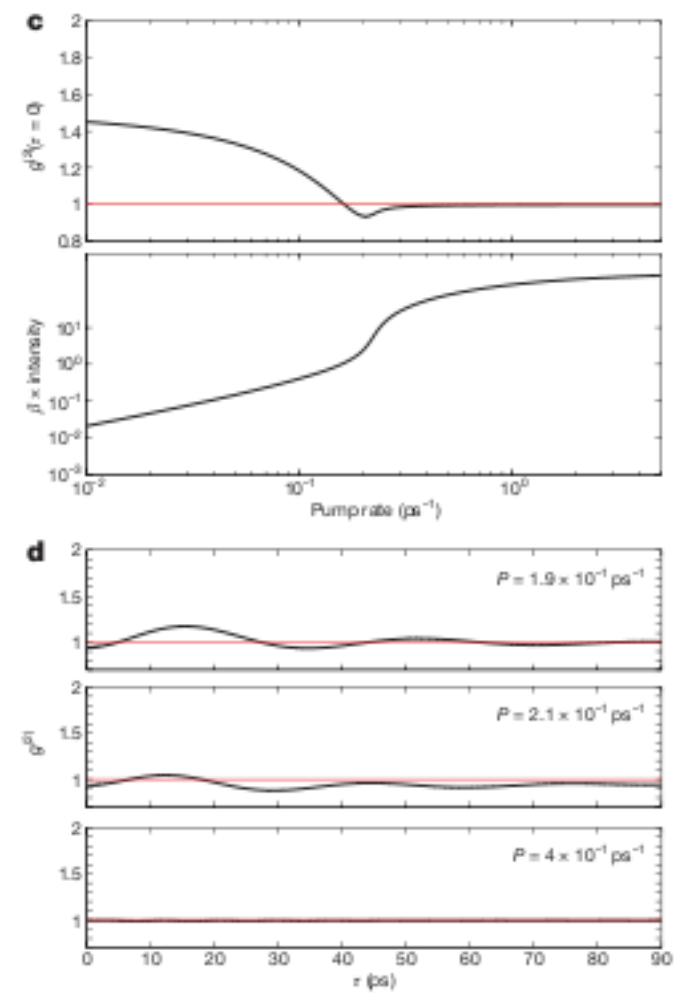 c
2
1.8
1.6
1.4
1.2
1
0.8
g⁽²⁾(τ = 0)
10¹
10⁰
10⁻¹
10⁻²
10⁻³
β × intensity
10⁻² 10⁻¹ 10⁰
Pump rate (ps⁻¹)
d
2
1.5
1
P = 1.9 × 10⁻¹ ps⁻¹
2
1.5
1
P = 2.1 × 10⁻¹ ps⁻¹
g⁽²⁾
2
1.5
1
P = 4 × 10⁻¹ ps⁻¹
0 10 20 30 40 50 60 70 80 90
τ (ps)